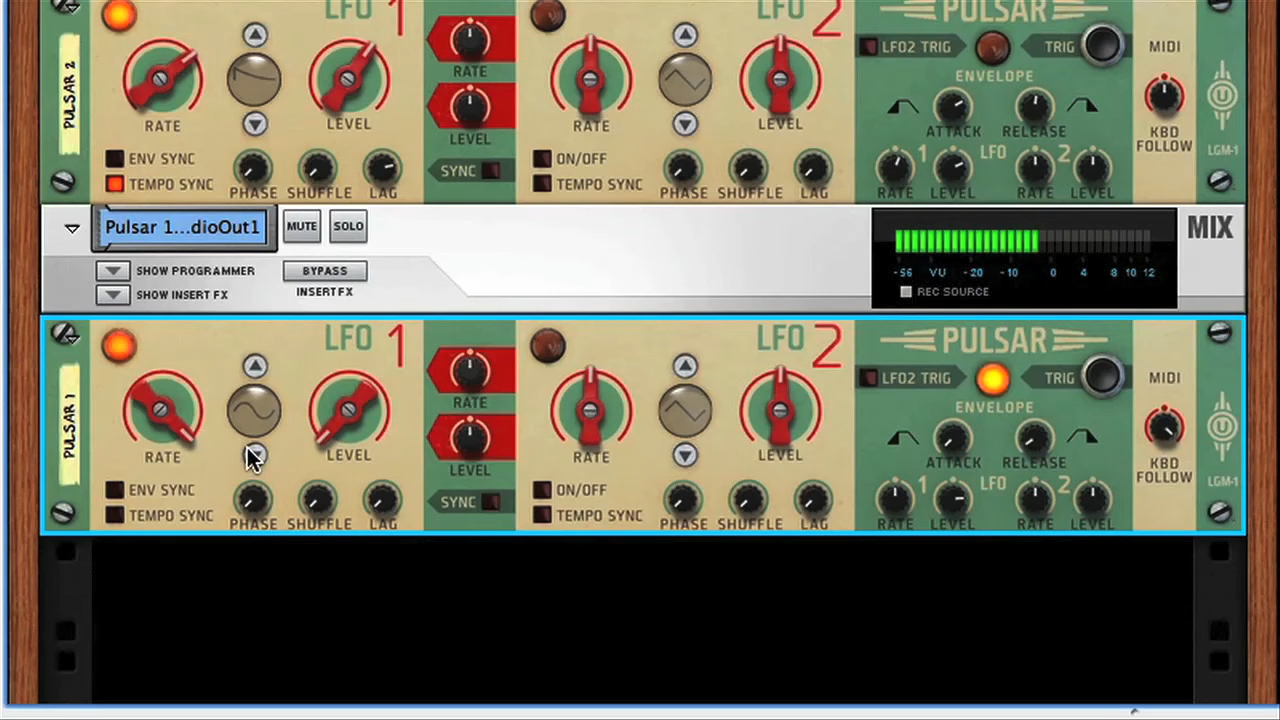 LFO 1
LFO 2
PULSAR
LFO2 TRIG
TRIG
MIDI
PULSAR 2
RATE
ENVELOPE
RATE
LEVEL
LEVEL
RATE
LEVEL
ATTACK
RELEASE
KBD
FOLLOW
ENV SYNC
ON/OFF
1 LFO 2
LGM-1
TEMPO SYNC
SYNC
TEMPO SYNC
PHASE SHUFFLE LAG
PHASE SHUFFLE LAG
RATE LEVEL
RATE LEVEL
Pulsar 1...dioOut1
MUTE
SOLO
MIX
SHOW PROGRAMMER
BYPASS
-56 VU -20 -10 0 4 8 10 12
SHOW INSERT FX
INSERT FX
REC SOURCE
LFO 1
LFO 2
PULSAR
LFO2 TRIG
TRIG
MIDI
PULSAR 1
RATE
ENVELOPE
RATE
LEVEL
LEVEL
RATE
LEVEL
ATTACK
RELEASE
KBD
FOLLOW
ENV SYNC
ON/OFF
1 LFO 2
LGM-1
TEMPO SYNC
SYNC
TEMPO SYNC
PHASE SHUFFLE LAG
PHASE SHUFFLE LAG
RATE LEVEL
RATE LEVEL